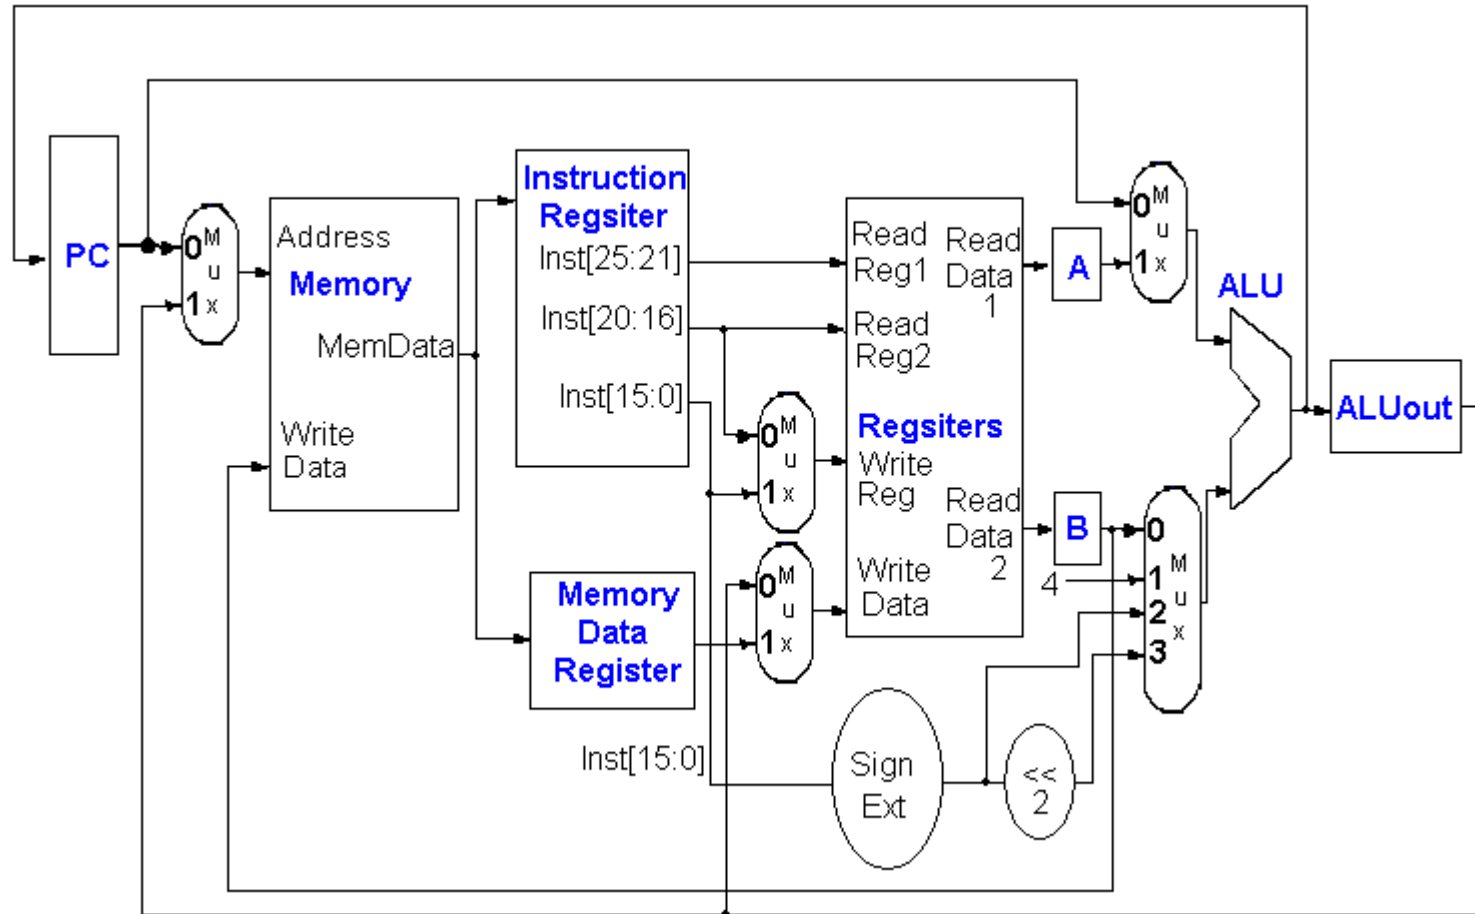 PC
0 M
u
1 x
Address
Memory
MemData
Write
Data
Instruction
Regsiter
Inst[25:21]
Inst[20:16]
Inst[15:0]
Memory
Data
Register
Inst[15:0]
0 M
u
1 x
0 M
u
1 x
Read
Reg1
Read
Reg2
Regsiters
Write
Reg
Write
Data
Read
Data
1
Read
Data
2
Sign
Ext
<<
2
A
B
4
0 M
u
1 x
0
1 M
2 u
3 x
ALU
ALUout